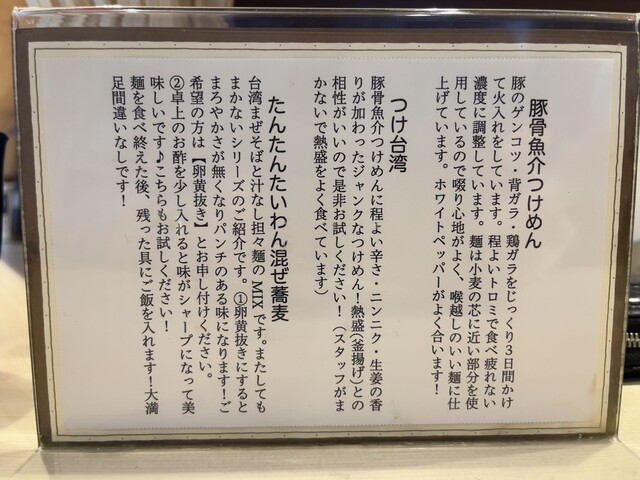 豚骨魚介つけめん
豚のゲンコツ・背ガラ・鶏ガラをじっくり3日間かけ
て火入れをしています。程よいトロミで食べ疲れない
濃度に調整しています。麺は小麦の芯に近い部分を使
用しているので啜り心地がよく、喉越しのいい麺に仕
上げています。ホワイトペッパーがよく合います！
つけ台湾
豚骨魚介つけめんに程よい辛さ・ニンニク・生姜の香
りが加わったジャンクなつけめん！熱盛(釜揚げ)との
相性がいいので是非お試しください！（スタッフがま
かないで熱盛をよく食べています）
たんたんたいわん混ぜ蕎麦
台湾まぜそばと汁なし担々麺のMIXです。またしても
まかないシリーズのご紹介です。①卵黄抜きにすると
まろやかさが無くなりパンチのある味になります！ご
希望の方は【卵黄抜き】とお申し付けください。
②卓上のお酢を少し入れると味がシャープになって美
味しいです♪こちらもお試しください！
麺を食べ終えた後、残った具にご飯を入れます！大満
足間違いなしです！